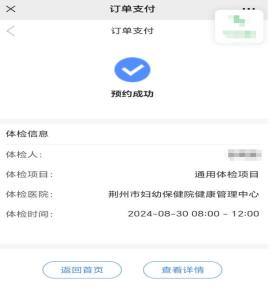 订单支付
订单支付
预约成功
体检信息
体检人:
体检项目: 通用体检项目
体检医院: 荆州市妇幼保健院健康管理中心
体检时间: 2024-08-30 08:00 - 12:00
返回首页 查看详情